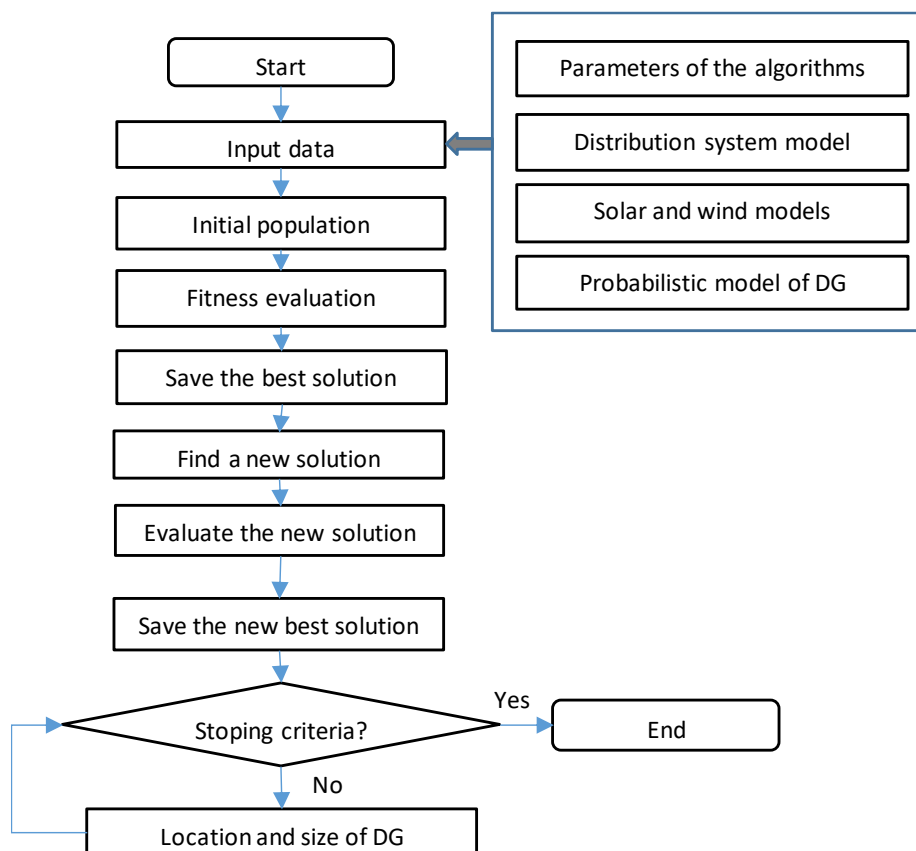 Start
Input data
Initial population
Fitness evaluation
Save the best solution
Find a new solution
Evaluate the new solution
Save the new best solution
Stoping criteria?
Yes
End
No
Location and size of DG
Parameters of the algorithms
Distribution system model
Solar and wind models
Probabilistic model of DG